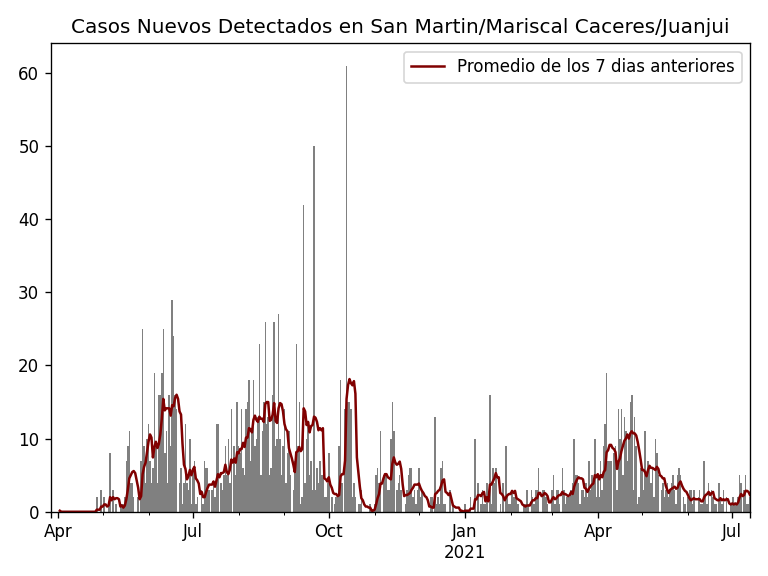 Casos Nuevos Detectados en San Martin/Mariscal Caceres/Juanjui
Promedio de los 7 dias anteriores
60
50
40
30
20
10
0
Apr Jul Oct Jan Apr Jul
2021